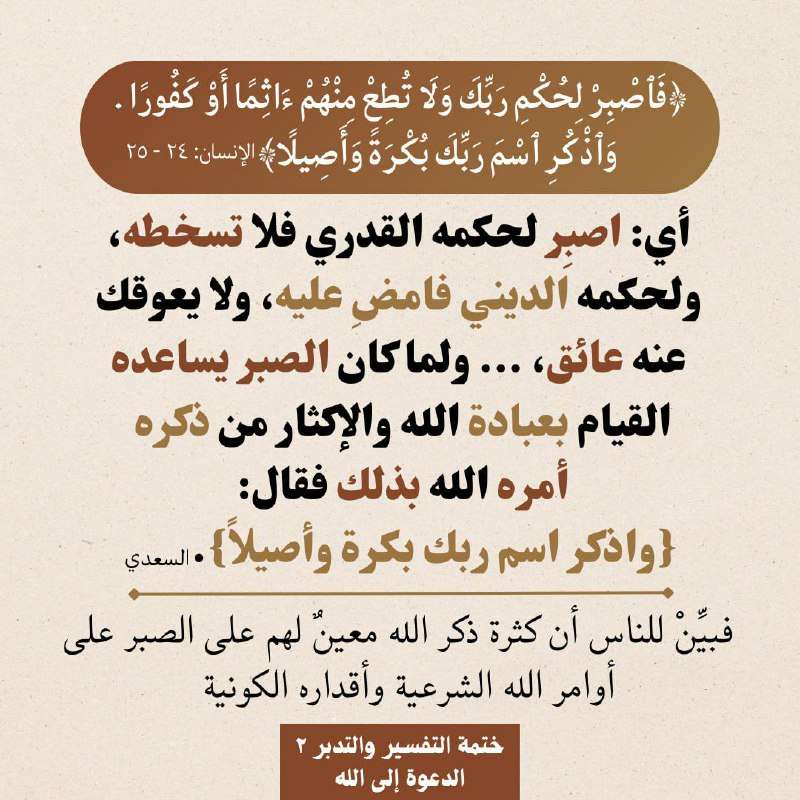 ﴿فَٱصْبِرْ لِحُكْمِ رَبِّكَ وَلَا تُطِعْ مِنْهُمْ ءَاثِمًا أَوْ كَفُورًا .
وَٱذْكُرِ ٱسْمَ رَبِّكَ بُكْرَةً وَأَصِيلًا﴾ الإنسان: ٢٤ - ٢٥
أي: اصبِر لحكمه القدري فلا تسخطه،
ولحكمه الديني فامضِ عليه، ولا يعوقك
عنه عائق، ... ولما كان الصبر يساعده
القيام بعبادة الله والإكثار من ذكره
أمره الله بذلك فقال:
{واذكر اسم ربك بكرة وأصيلاً} • السعدي
فبيِّنْ للناس أن كثرة ذكر الله معينٌ لهم على الصبر على
أوامر الله الشرعية وأقداره الكونية
ختمة التفسير والتدبر ٢
الدعوة إلى الله